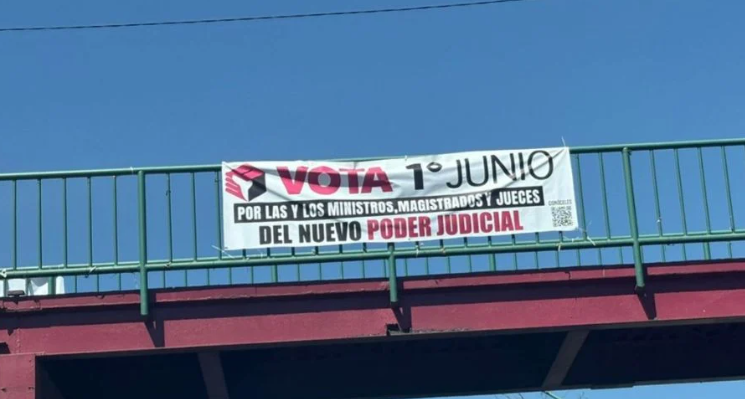 VOTA 1° JUNIO
POR LAS Y LOS MINISTROS, MAGISTRADOS Y JUECES
DEL NUEVO PODER JUDICIAL